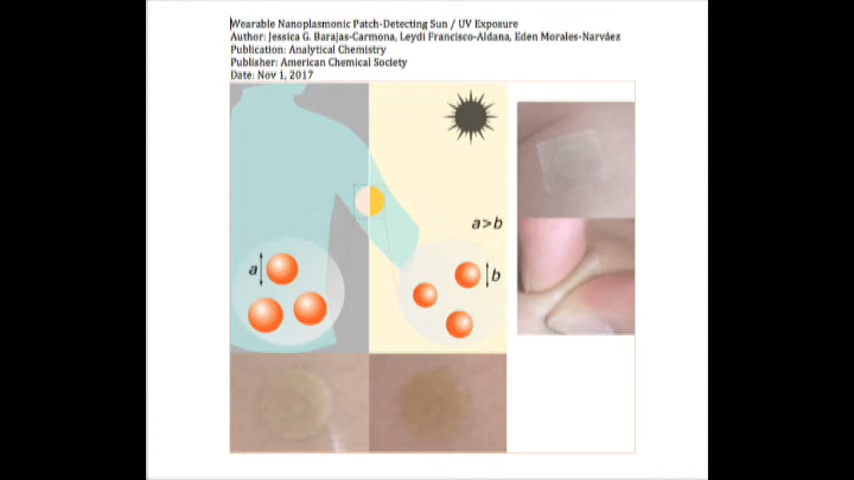 Wearable Nanoplasmonic Patch-Detecting Sun / UV Exposure
Author: Jessica G. Barajas-Carmona, Leydi Francisco-Aldana, Eden Morales-Narváez
Publication: Analytical Chemistry
Publisher: American Chemical Society
Date: Nov 1, 2017
a>b
a
b